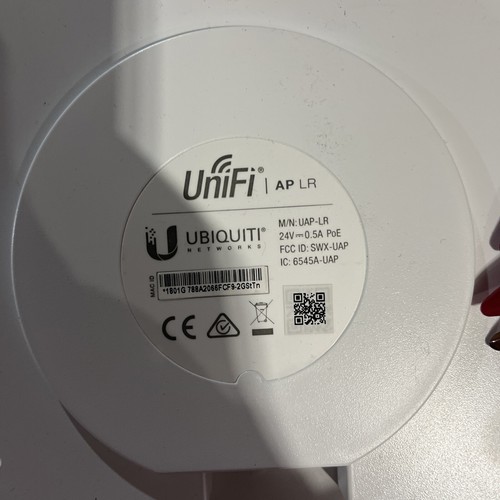 UniFi® | AP LR
UBIQUITI®
NETWORKS
M/N: UAP-LR
24V⎓0.5A PoE
FCC ID: SWX-UAP
IC: 6545A-UAP
MAC ID
*1801G 788A2066FCF9-2GStTn
CE